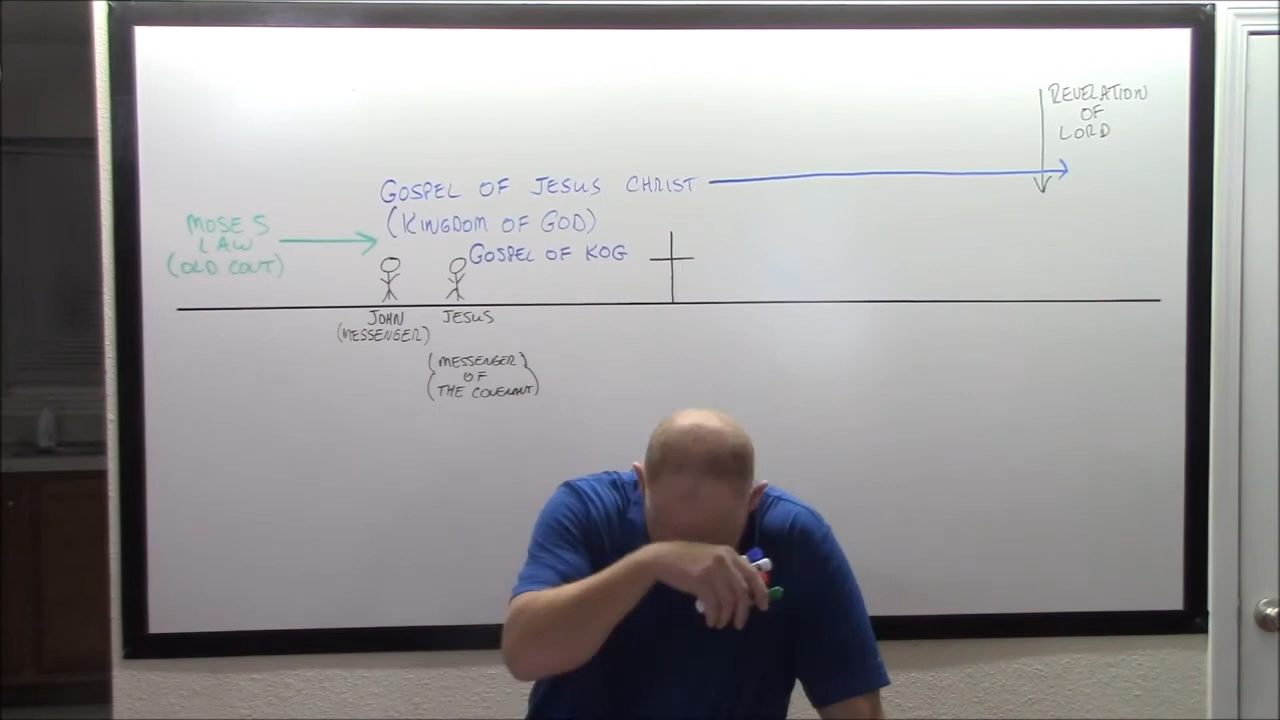 REVELATION
OF
LORD
GOSPEL OF JESUS CHRIST
(KINGDOM OF GOD)
GOSPEL OF KOG
MOSES
LAW
(OLD COVT)
JOHN
(MESSENGER)
JESUS
(MESSENGER
OF
THE COVENANT)